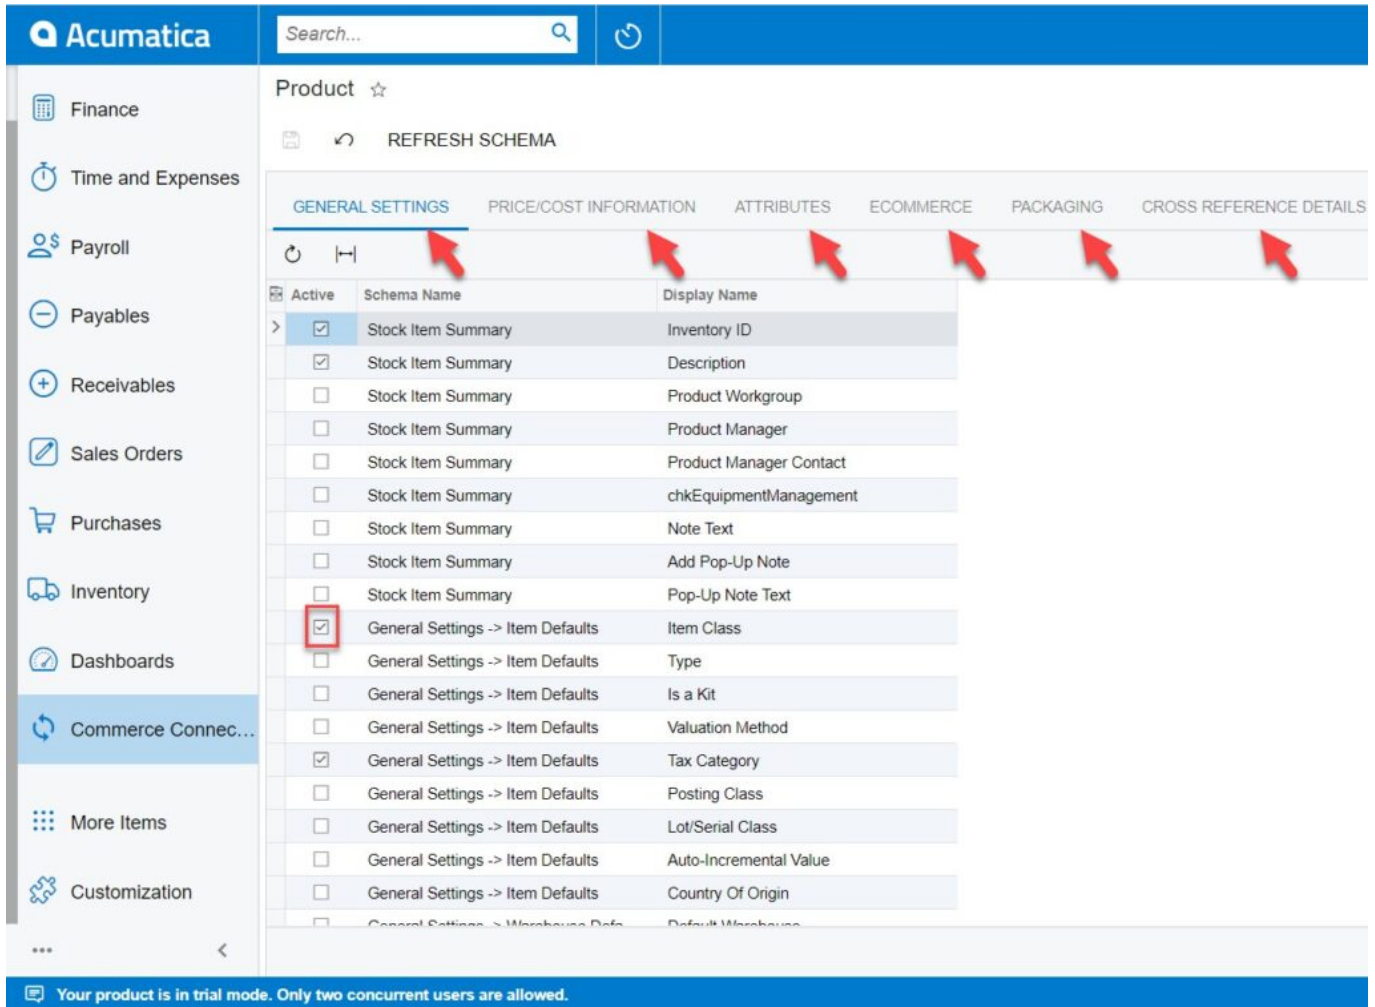 Acumatica
Search...
Finance
Time and Expenses
Payroll
Payables
Receivables
Sales Orders
Purchases
Inventory
Dashboards
Commerce Connec...
More Items
Customization
Product
REFRESH SCHEMA
GENERAL SETTINGS PRICE/COST INFORMATION ATTRIBUTES ECOMMERCE PACKAGING CROSS REFERENCE DETAILS
Active Schema Name Display Name
Stock Item Summary Inventory ID
Stock Item Summary Description
Stock Item Summary Product Workgroup
Stock Item Summary Product Manager
Stock Item Summary Product Manager Contact
Stock Item Summary chkEquipmentManagement
Stock Item Summary Note Text
Stock Item Summary Add Pop-Up Note
Stock Item Summary Pop-Up Note Text
General Settings -> Item Defaults Item Class
General Settings -> Item Defaults Type
General Settings -> Item Defaults Is a Kit
General Settings -> Item Defaults Valuation Method
General Settings -> Item Defaults Tax Category
General Settings -> Item Defaults Posting Class
General Settings -> Item Defaults Lot/Serial Class
General Settings -> Item Defaults Auto-Incremental Value
General Settings -> Item Defaults Country Of Origin
General Settings -> Warehouse Defa Default Warehouse
Your product is in trial mode. Only two concurrent users are allowed.